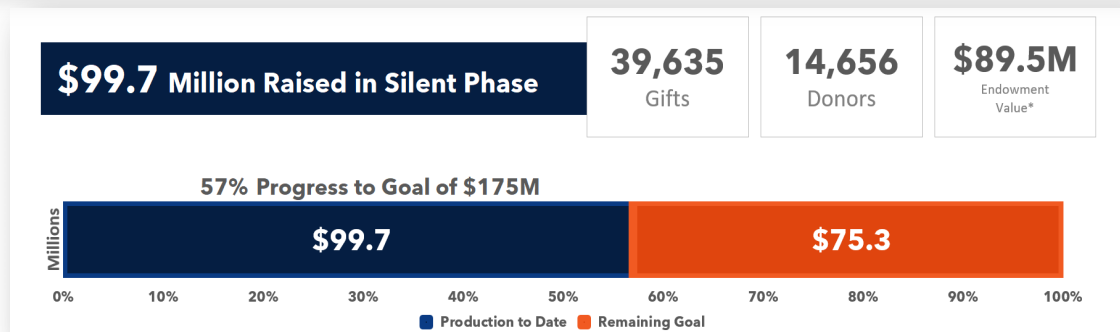 $99.7 Million Raised in Silent Phase
39,635
Gifts
14,656
Donors
$89.5M
Endowment
Value*
57% Progress to Goal of $175M
Millions
$99.7
$75.3
0% 10% 20% 30% 40% 50% 60% 70% 80% 90% 100%
Production to Date Remaining Goal